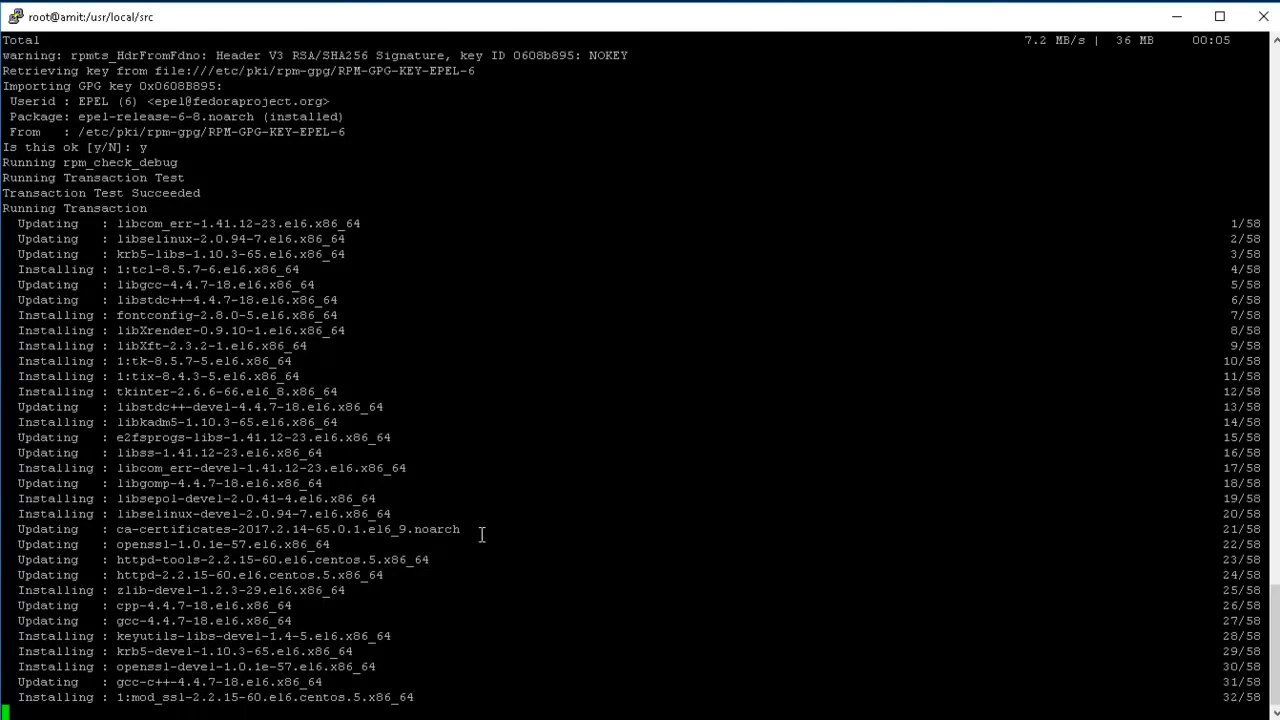 root@amit:/usr/local/src
Total 7.2 MB/s | 36 MB 00:05
warning: rpmts_HdrFromFdno: Header V3 RSA/SHA256 Signature, key ID 0608b895: NOKEY
Retrieving key from file:///etc/pki/rpm-gpg/RPM-GPG-KEY-EPEL-6
Importing GPG key 0x0608B895:
Userid : EPEL (6) <epel@fedoraproject.org>
Package: epel-release-6-8.noarch (installed)
From : /etc/pki/rpm-gpg/RPM-GPG-KEY-EPEL-6
Is this ok [y/N]: y
Running rpm_check_debug
Running Transaction Test
Transaction Test Succeeded
Running Transaction
Updating : libcom_err-1.41.12-23.el6.x86_64 1/58
Updating : libselinux-2.0.94-7.el6.x86_64 2/58
Updating : krb5-libs-1.10.3-65.el6.x86_64 3/58
Installing : 1:tcl-8.5.7-6.el6.x86_64 4/58
Updating : libgcc-4.4.7-18.el6.x86_64 5/58
Updating : libstdc++-4.4.7-18.el6.x86_64 6/58
Installing : fontconfig-2.8.0-5.el6.x86_64 7/58
Installing : libXrender-0.9.10-1.el6.x86_64 8/58
Installing : libXft-2.3.2-1.el6.x86_64 9/58
Installing : 1:tk-8.5.7-5.el6.x86_64 10/58
Installing : 1:tix-8.4.3-5.el6.x86_64 11/58
Installing : tkinter-2.6.6-66.el6_8.x86_64 12/58
Updating : libstdc++-devel-4.4.7-18.el6.x86_64 13/58
Installing : libkadm5-1.10.3-65.el6.x86_64 14/58
Updating : e2fsprogs-libs-1.41.12-23.el6.x86_64 15/58
Updating : libss-1.41.12-23.el6.x86_64 16/58
Installing : libcom_err-devel-1.41.12-23.el6.x86_64 17/58
Updating : libgomp-4.4.7-18.el6.x86_64 18/58
Installing : libsepol-devel-2.0.41-4.el6.x86_64 19/58
Installing : libselinux-devel-2.0.94-7.el6.x86_64 20/58
Updating : ca-certificates-2017.2.14-65.0.1.el6_9.noarch 21/58
Updating : openssl-1.0.1e-57.el6.x86_64 22/58
Updating : httpd-tools-2.2.15-60.el6.centos.5.x86_64 23/58
Updating : httpd-2.2.15-60.el6.centos.5.x86_64 24/58
Installing : zlib-devel-1.2.3-29.el6.x86_64 25/58
Updating : cpp-4.4.7-18.el6.x86_64 26/58
Updating : gcc-4.4.7-18.el6.x86_64 27/58
Installing : keyutils-libs-devel-1.4-5.el6.x86_64 28/58
Installing : krb5-devel-1.10.3-65.el6.x86_64 29/58
Installing : openssl-devel-1.0.1e-57.el6.x86_64 30/58
Updating : gcc-c++-4.4.7-18.el6.x86_64 31/58
Installing : 1:mod_ssl-2.2.15-60.el6.centos.5.x86_64 32/58